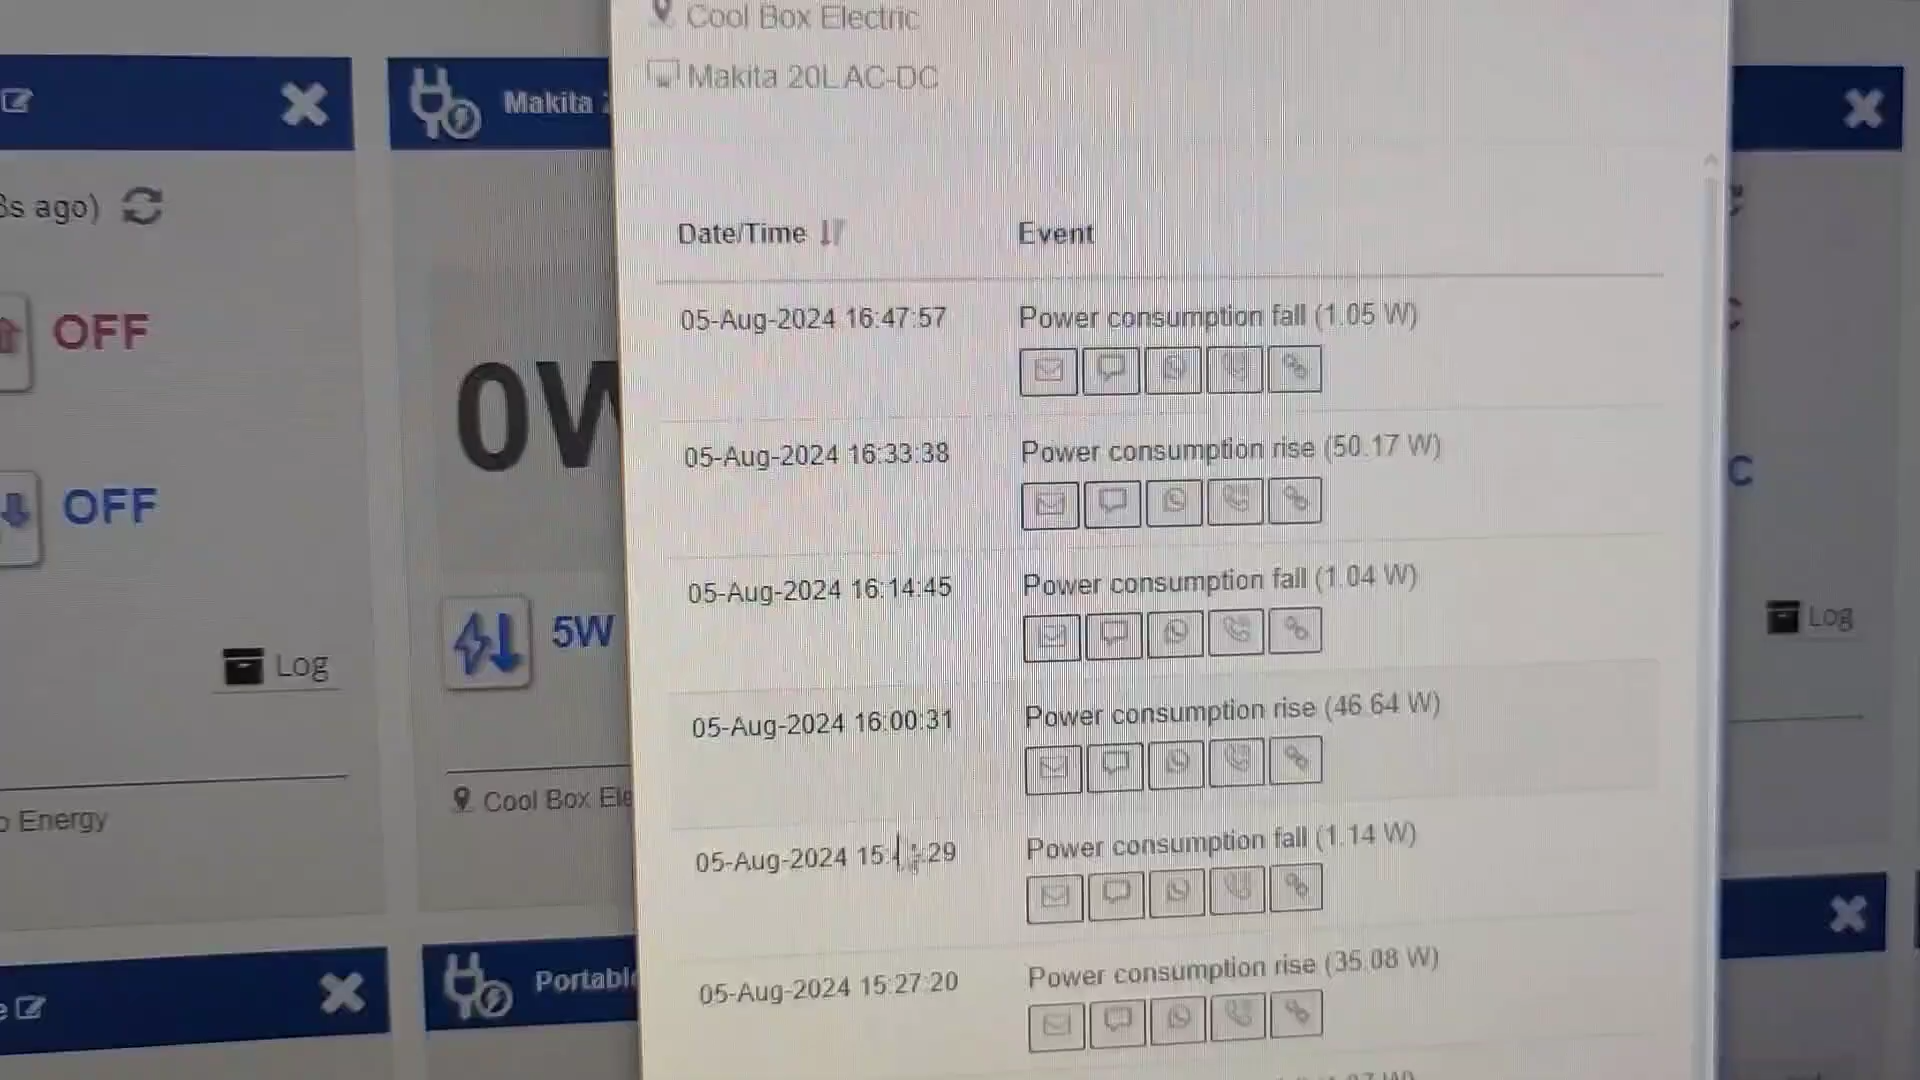 Cool Box Electric
Makita 20L AC-DC
Makita
s ago)
Date/Time
Event
05-Aug-2024 16:47:57
Power consumption fall (1.05 W)
OFF
0W
05-Aug-2024 16:33:38
Power consumption rise (50.17 W)
OFF
05-Aug-2024 16:14:45
Power consumption fall (1.04 W)
5W
Log
Log
05-Aug-2024 16:00:31
Power consumption rise (46.64 W)
Energy
Cool Box Ele
05-Aug-2024 15: :29
Power consumption fall (1.14 W)
Portabl
05-Aug-2024 15:27:20
Power consumption rise (35.08 W)